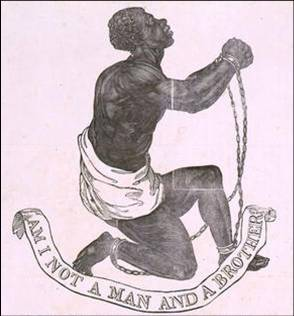 AM I NOT A MAN AND A BROTHER